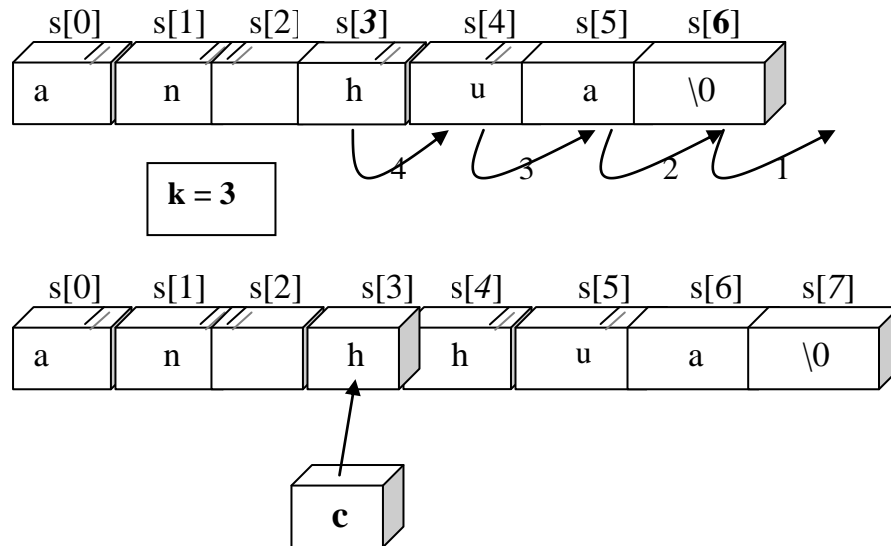 s[0] s[1] s[2] s[3] s[4] s[5] s[6]
a n h u a \0
4 3 2 1
k = 3
s[0] s[1] s[2] s[3] s[4] s[5] s[6] s[7]
a n h h u a \0
c